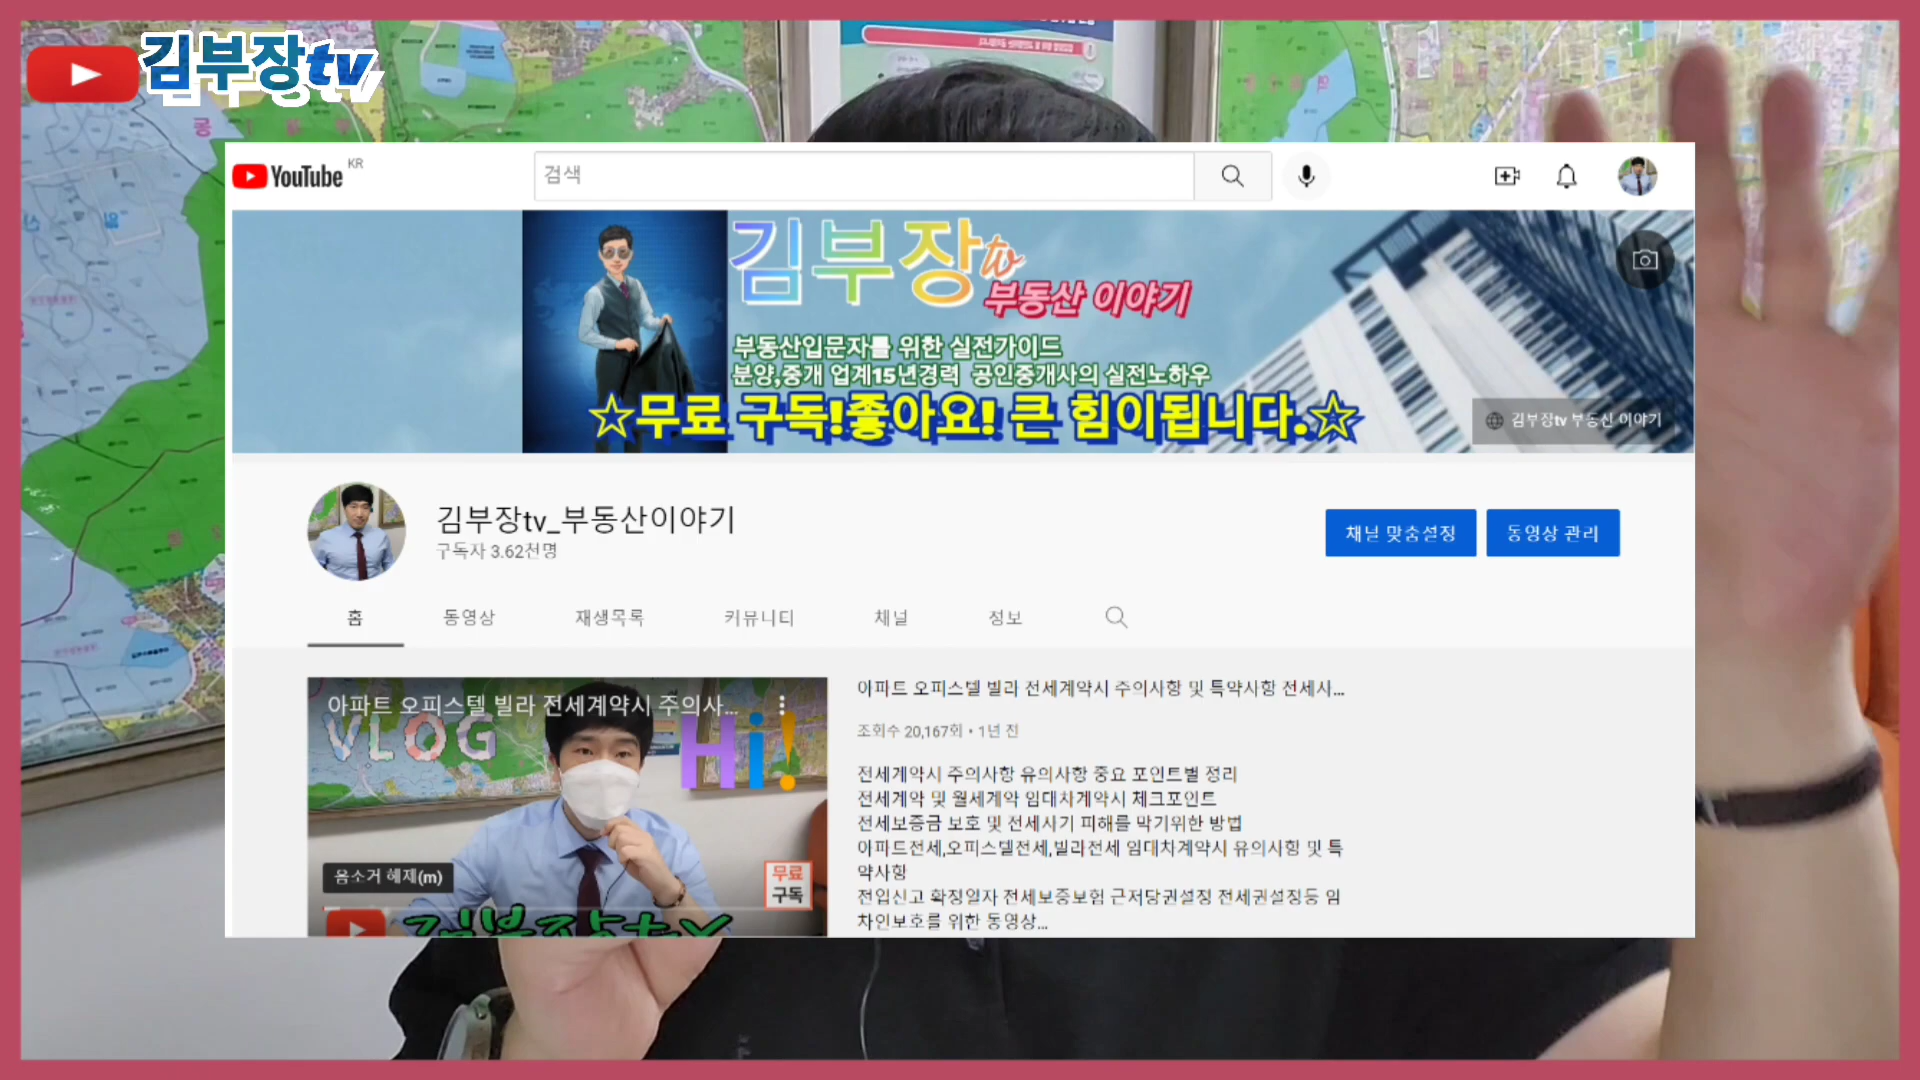 김부장tv
YouTube KR
검색
김부장tv
부동산 이야기
부동산입문자를 위한 실전가이드
분양,중개 업계15년경력 공인중개사의 실전노하우
☆무료 구독!좋아요! 큰 힘이됩니다.☆
김부장tv 부동산 이야기
김부장tv_부동산이야기
구독자 3.62천명
채널 맞춤설정
동영상 관리
홈
동영상
재생목록
커뮤니티
채널
정보
아파트 오피스텔 빌라 전세계약시 주의사...
VLOG
Hi!
음소거 해제(m)
무료
구독
김부장tv
아파트 오피스텔 빌라 전세계약시 주의사항 및 특약사항 전세사...
조회수 20,167회 • 1년 전
전세계약시 주의사항 유의사항 중요 포인트별 정리
전세계약 및 월세계약 임대차계약시 체크포인트
전세보증금 보호 및 전세사기 피해를 막기위한 방법
아파트전세,오피스텔전세,빌라전세 임대차계약시 유의사항 및 특
약사항
전입신고 확정일자 전세보증보험 근저당권설정 전세권설정등 임
차인보호를 위한 동영상...